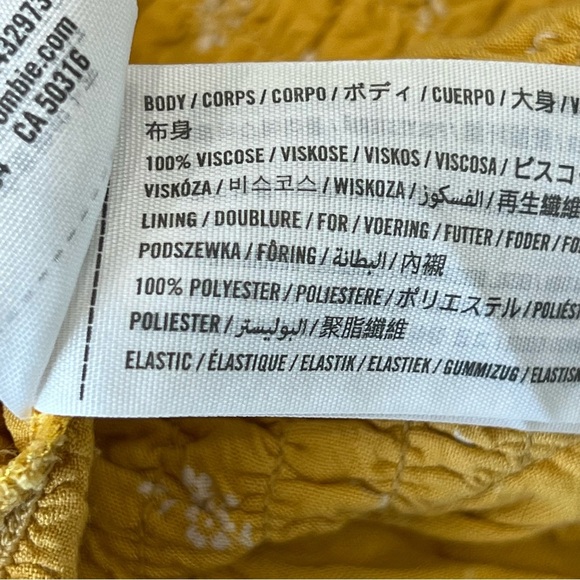 432973
ombie.com
CA 50316
BODY / CORPS / CORPO / ボディ / CUERPO / 大身 /
布身
100% VISCOSE / VISKOSE / VISKOS / VISCOSA / ビスコ
VISKÓZA / 비스코스 / WISKOZA / الفسكوز / 再生纖維
LINING / DOUBLURE / FOR / VOERING / FUTTER / FODER / FO
PODSZEWKA / FÔRING / البطانة / 內襯
100% POLYESTER / POLIESTERE / ポリエステル / POLIÉST
POLIESTER / البوليستر / 聚脂纖維
ELASTIC / ÉLASTIQUE / ELASTIK / ELASTIEK / GUMMIZUG / ELASTISK